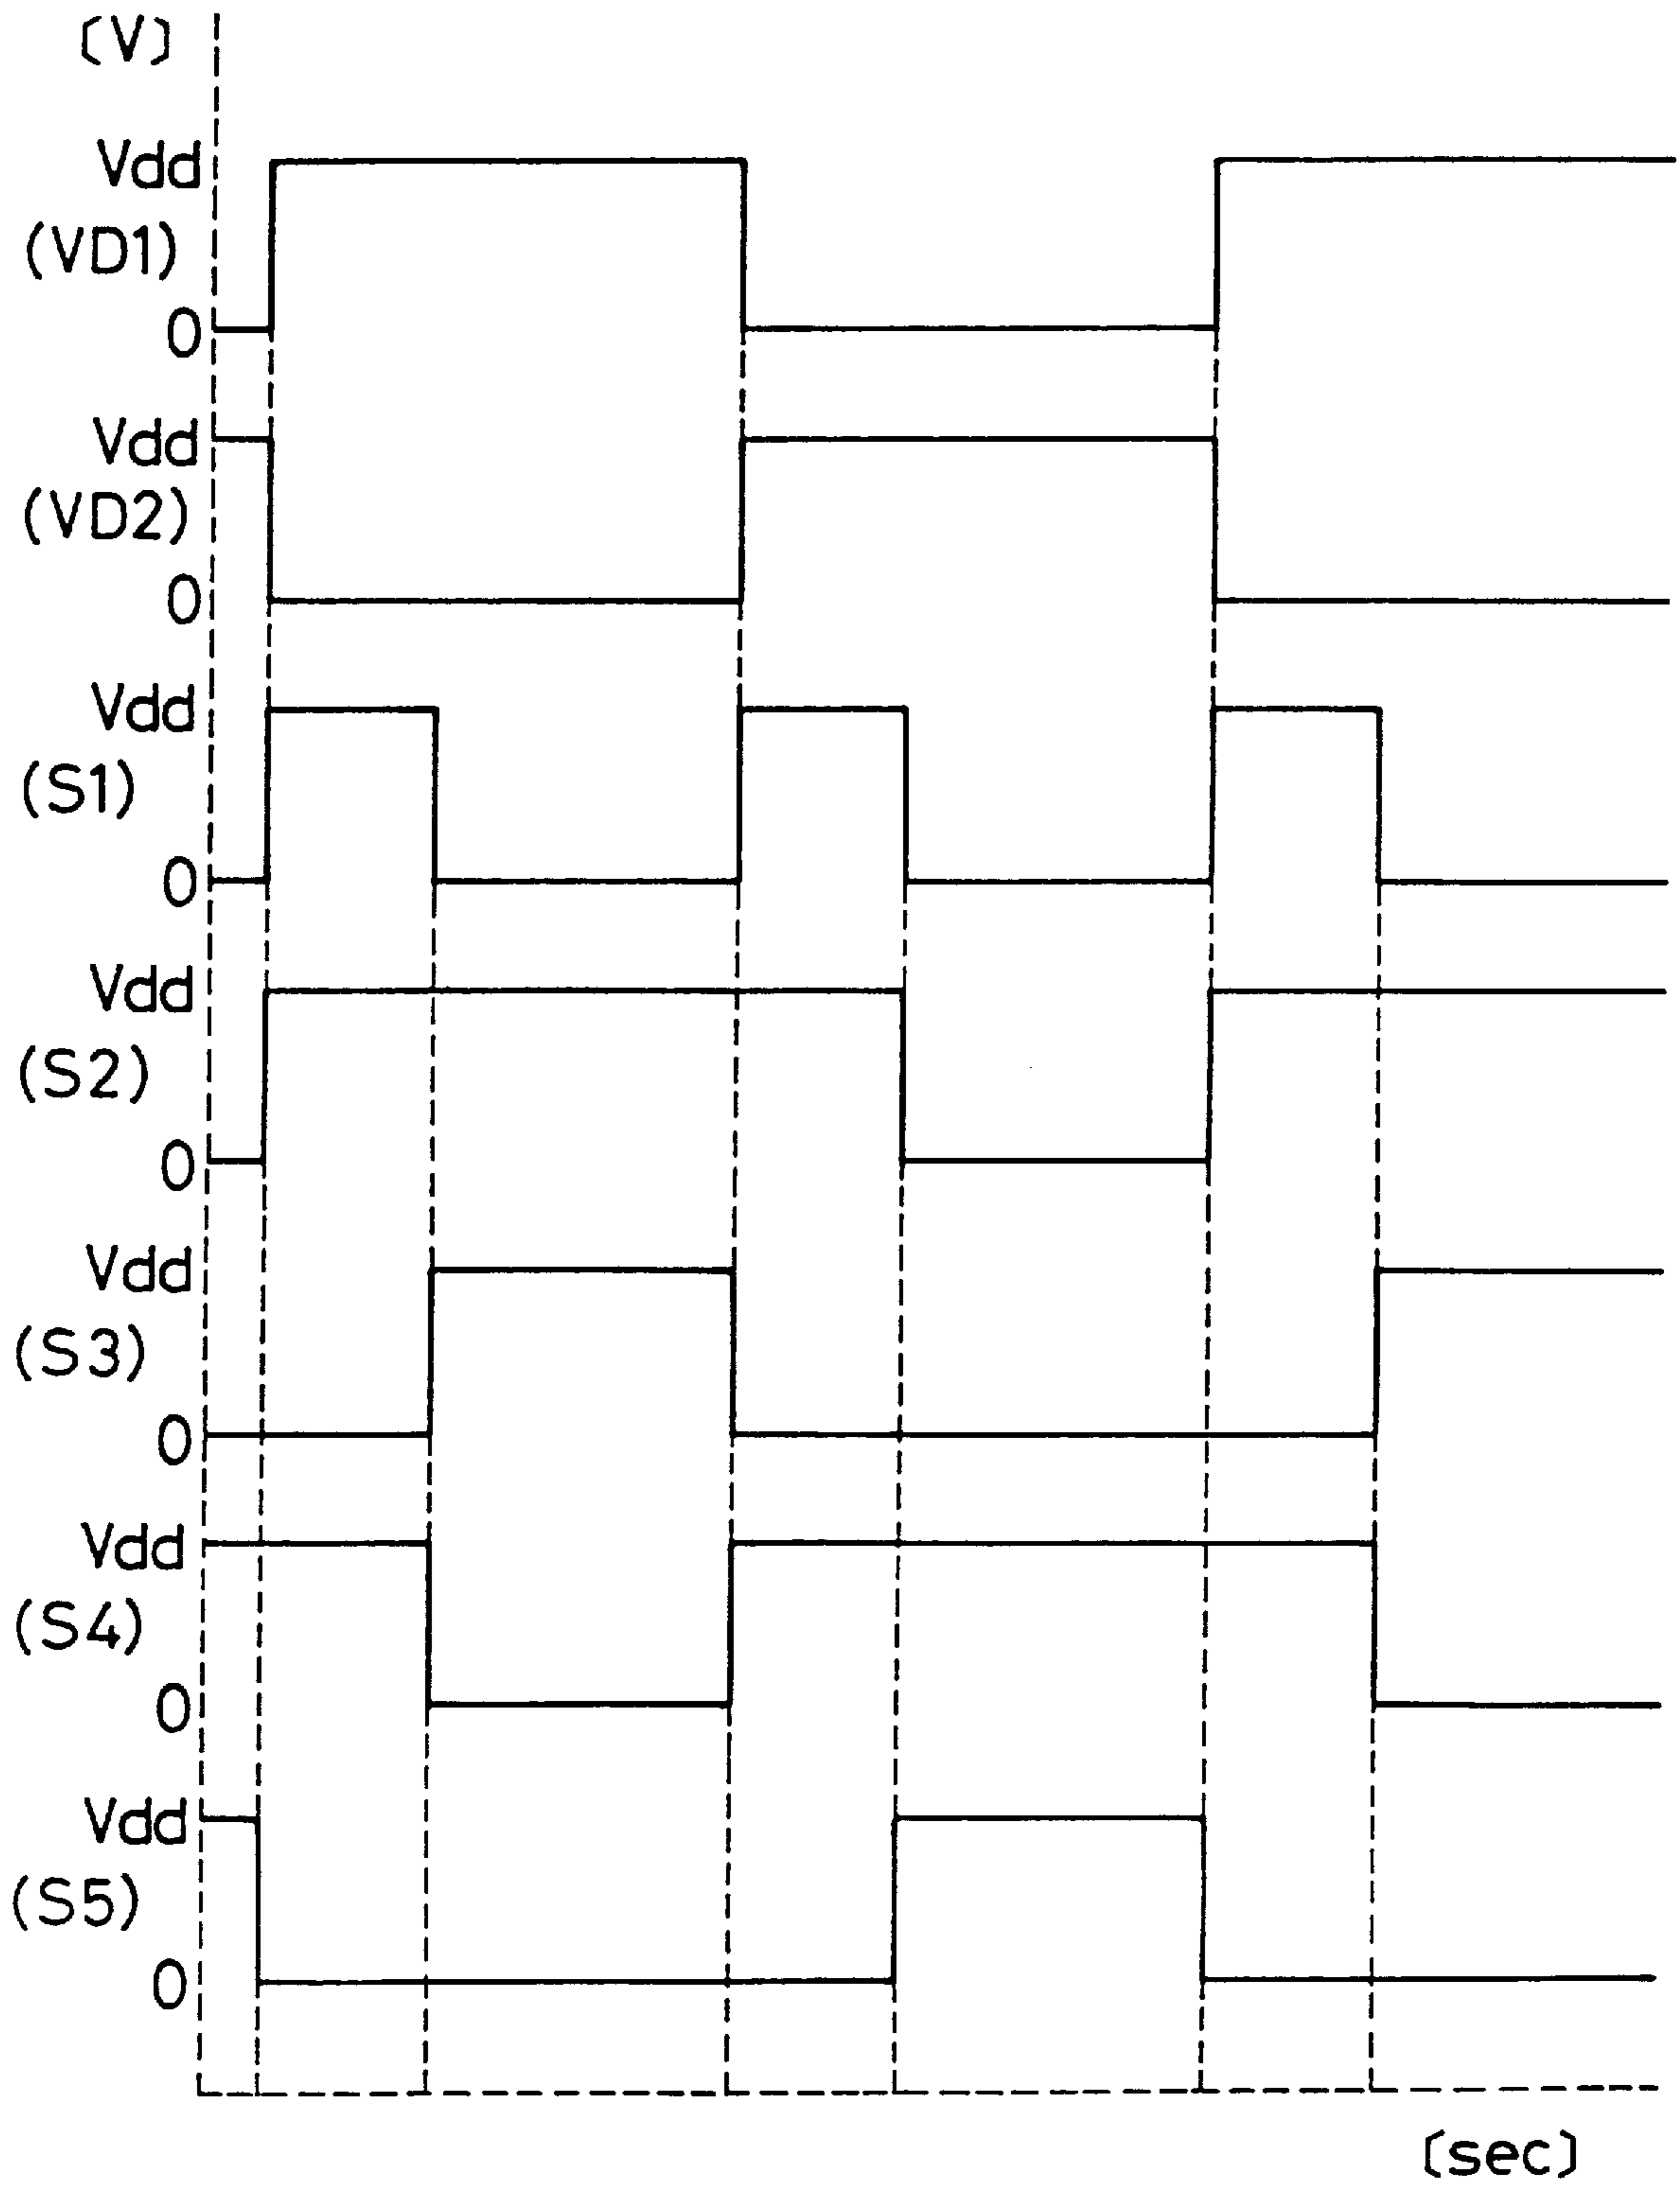 [V]
Vdd
(VD1)
0
Vdd
(VD2)
0
Vdd
(S1)
0
Vdd
(S2)
0
Vdd
(S3)
0
Vdd
(S4)
0
Vdd
(S5)
0
[sec]